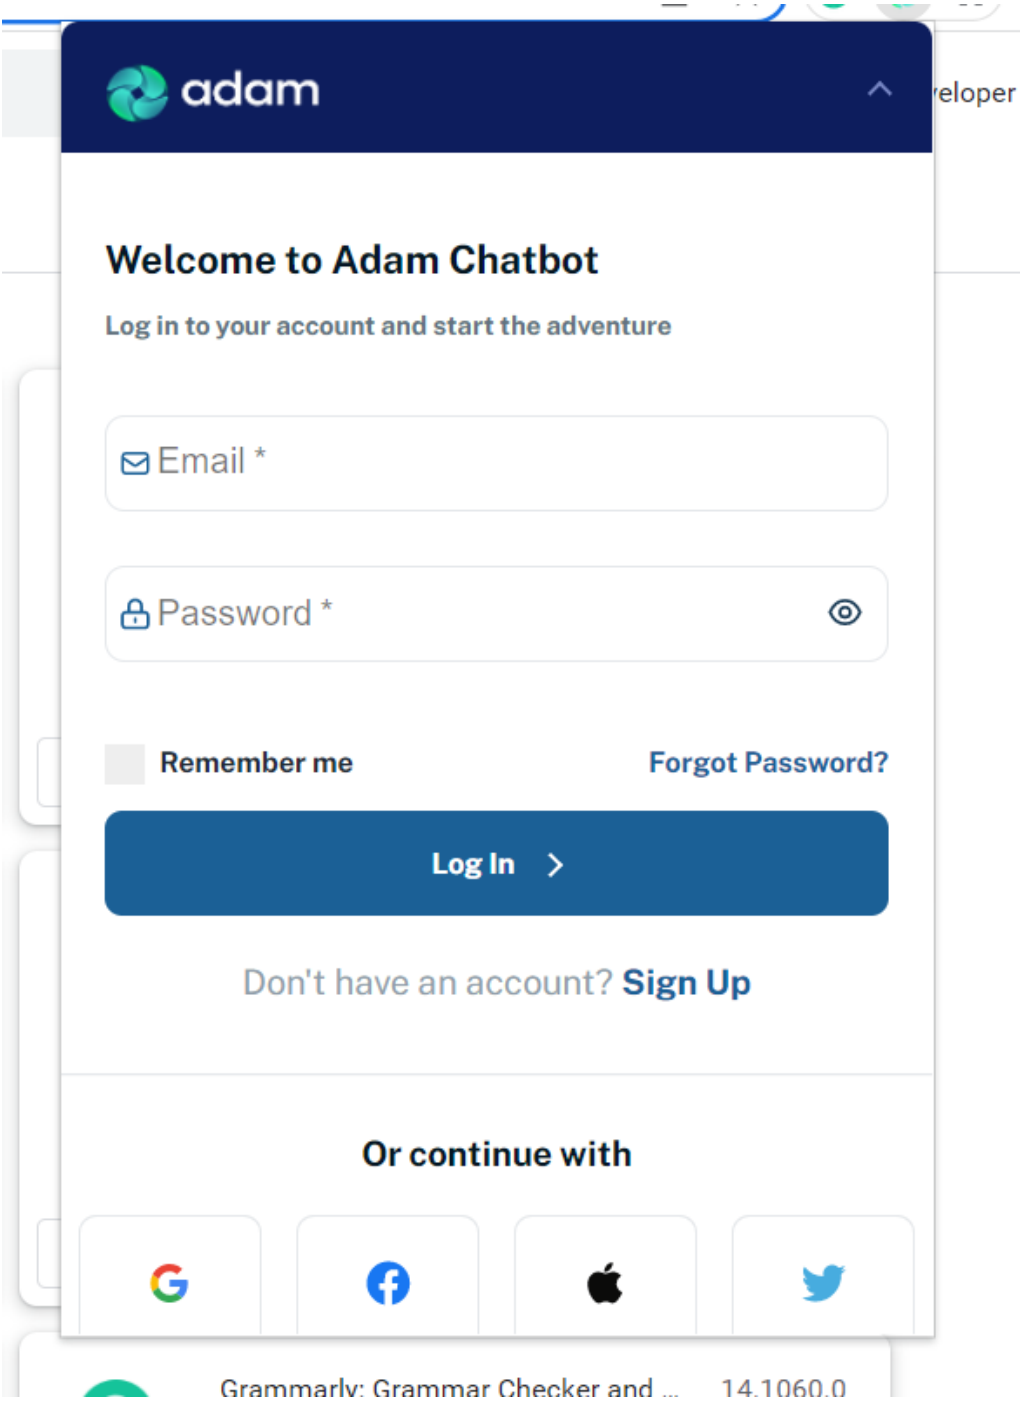 adam
veloper
Welcome to Adam Chatbot
Log in to your account and start the adventure
Email *
Password *
Remember me
Forgot Password?
Log In
Don't have an account? Sign Up
Or continue with
Grammarly: Grammar Checker and ...
14.1060.0